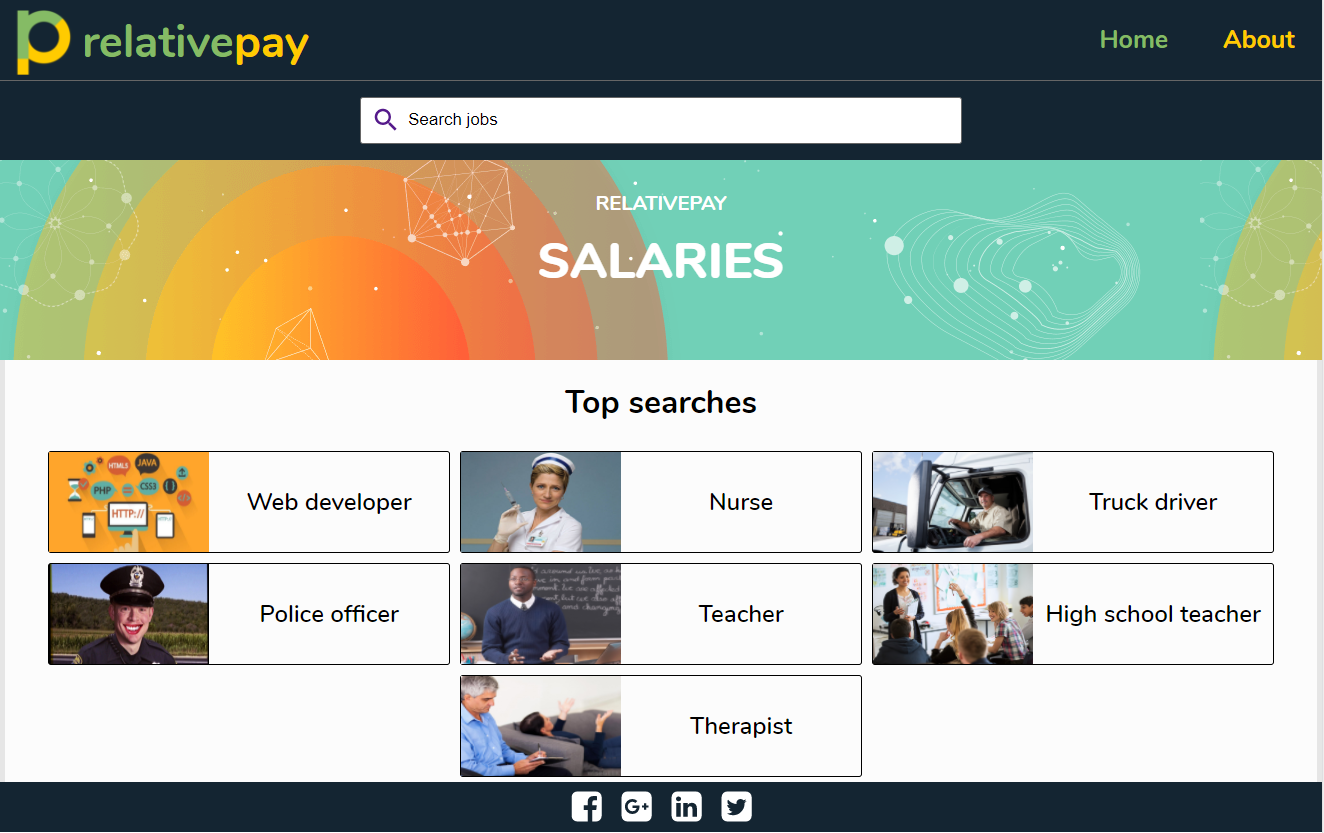 relativepay
Home
About
Search jobs
RELATIVEPAY
SALARIES
Top searches
HTML5
JAVA
PHP
CSS3
HTTP://
Web developer
Nurse
Truck driver
Police officer
Teacher
High school teacher
Therapist